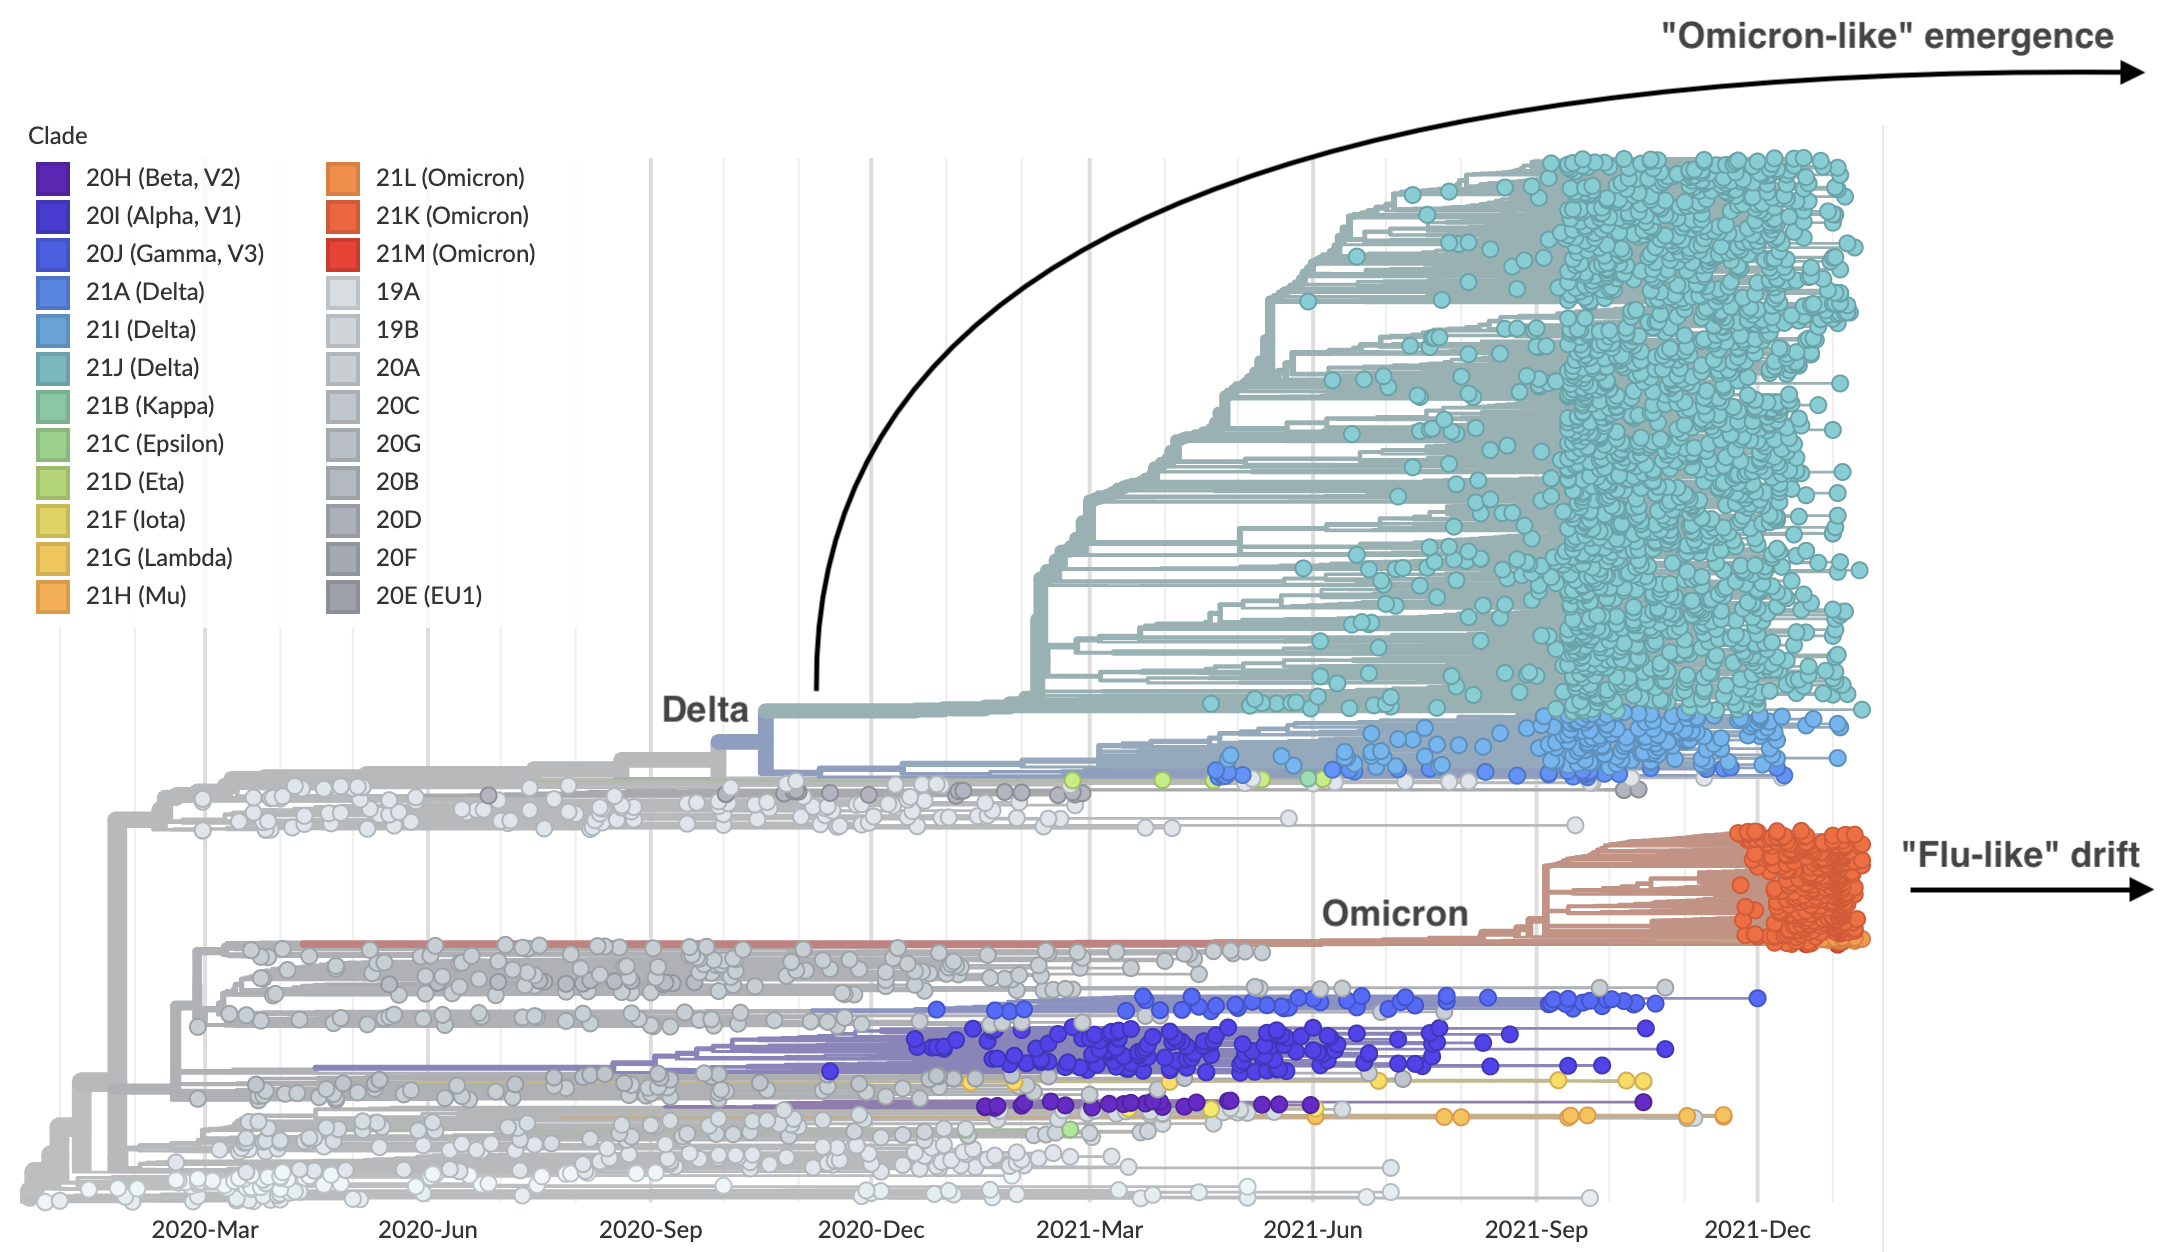 "Omicron-like" emergence
Clade
20H (Beta, V2)
20I (Alpha, V1)
20J (Gamma, V3)
21A (Delta)
21I (Delta)
21J (Delta)
21B (Kappa)
21C (Epsilon)
21D (Eta)
21F (Iota)
21G (Lambda)
21H (Mu)
21L (Omicron)
21K (Omicron)
21M (Omicron)
19A
19B
20A
20C
20G
20B
20D
20F
20E (EU1)
Delta
"Flu-like" drift
Omicron
2020-Mar 2020-Jun 2020-Sep 2020-Dec 2021-Mar 2021-Jun 2021-Sep 2021-Dec